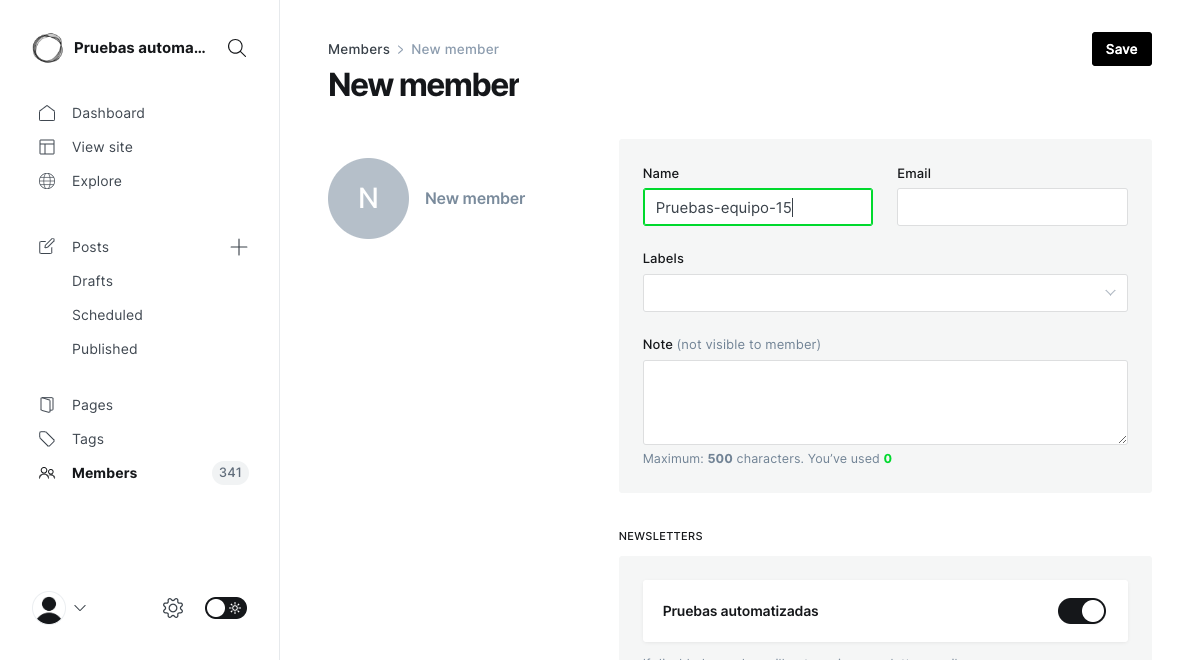 Pruebas automa...
Dashboard
View site
Explore
Posts
Drafts
Scheduled
Published
Pages
Tags
Members 341
Members > New member
New member
Save
N
New member
Name
Pruebas-equipo-15
Email
Labels
Note (not visible to member)
Maximum: 500 characters. You’ve used 0
NEWSLETTERS
Pruebas automatizadas